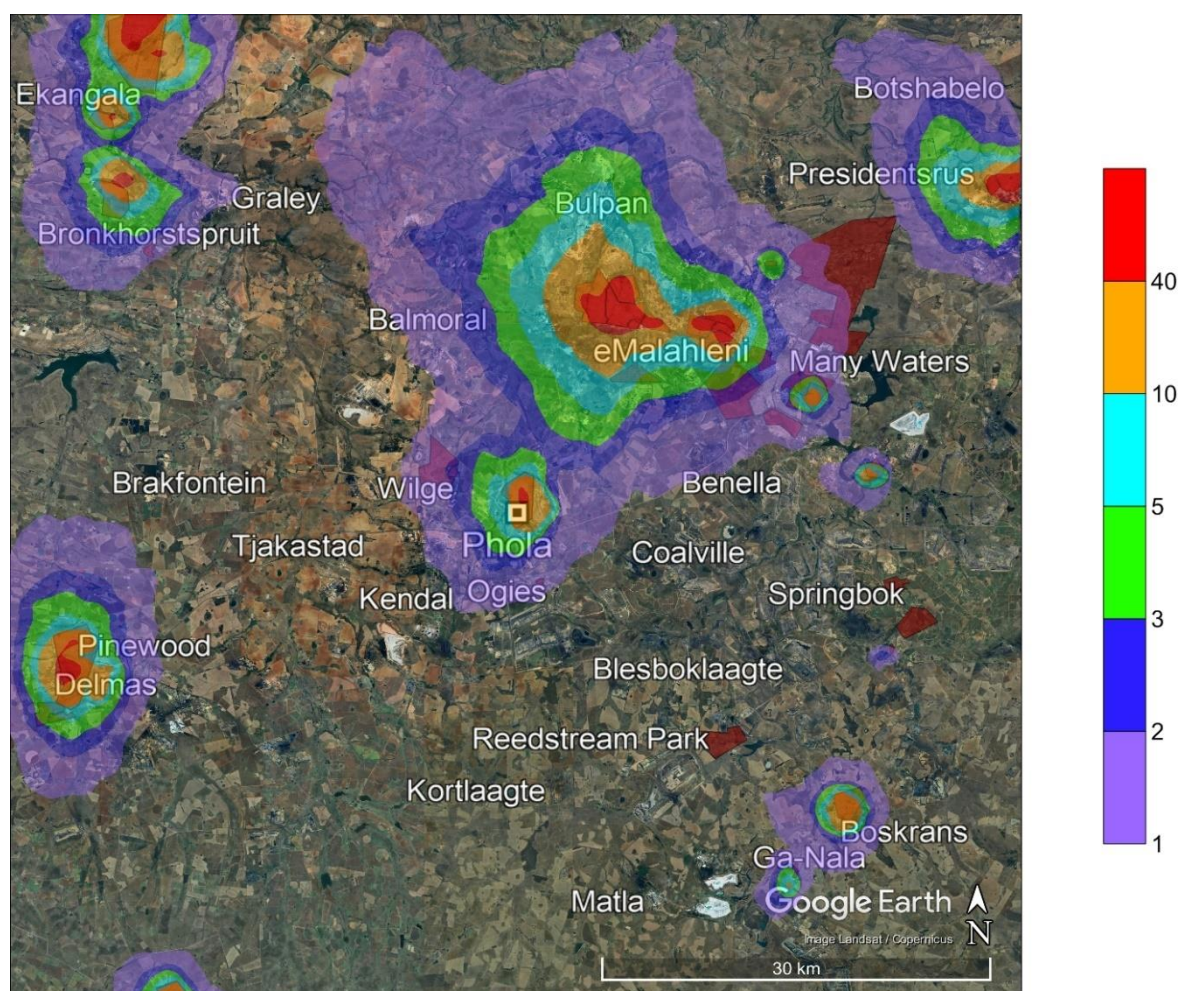 Botshabelo
Ekangala
Presidentsrus
Graley
Bulpan
Bronkhorstspruit
Balmoral
eMalahleni
Many Waters
Brakfontein
Wilge
Benella
Tjakastad
Phola
Coalville
Kendal
Ogies
Springbok
Pinewood
Blesboklaagte
Delmas
Reedstream Park
Kortlaagte
Boskrans
Ga-Nala
Matla
Google Earth
N
Image Landsat / Copernicus
30 km
40
10
5
3
2
1